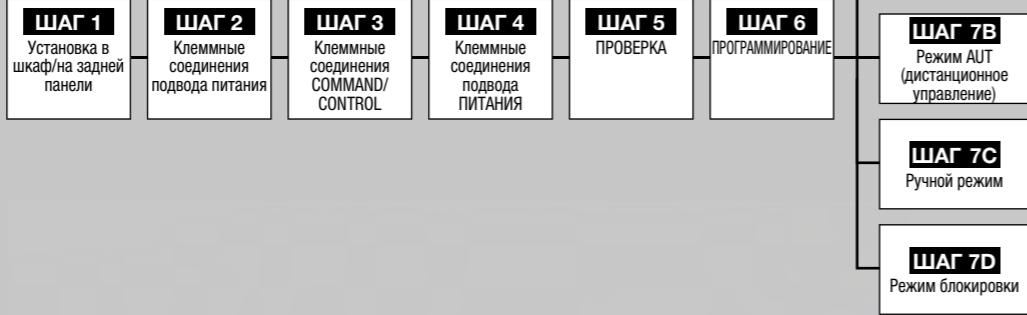 ШАГ 1
Установка в
шкаф/на задней
панели
ШАГ 2
Клеммные
соединения
подвода питания
ШАГ 3
Клеммные
соединения
COMMAND/
CONTROL
ШАГ 4
Клеммные
соединения
подвода
ПИТАНИЯ
ШАГ 5
ПРОВЕРКА
ШАГ 6
ПРОГРАММИРОВАНИЕ
ШАГ 7B
Режим AUT
(дистанционное
управление)
ШАГ 7C
Ручной режим
ШАГ 7D
Режим блокировки